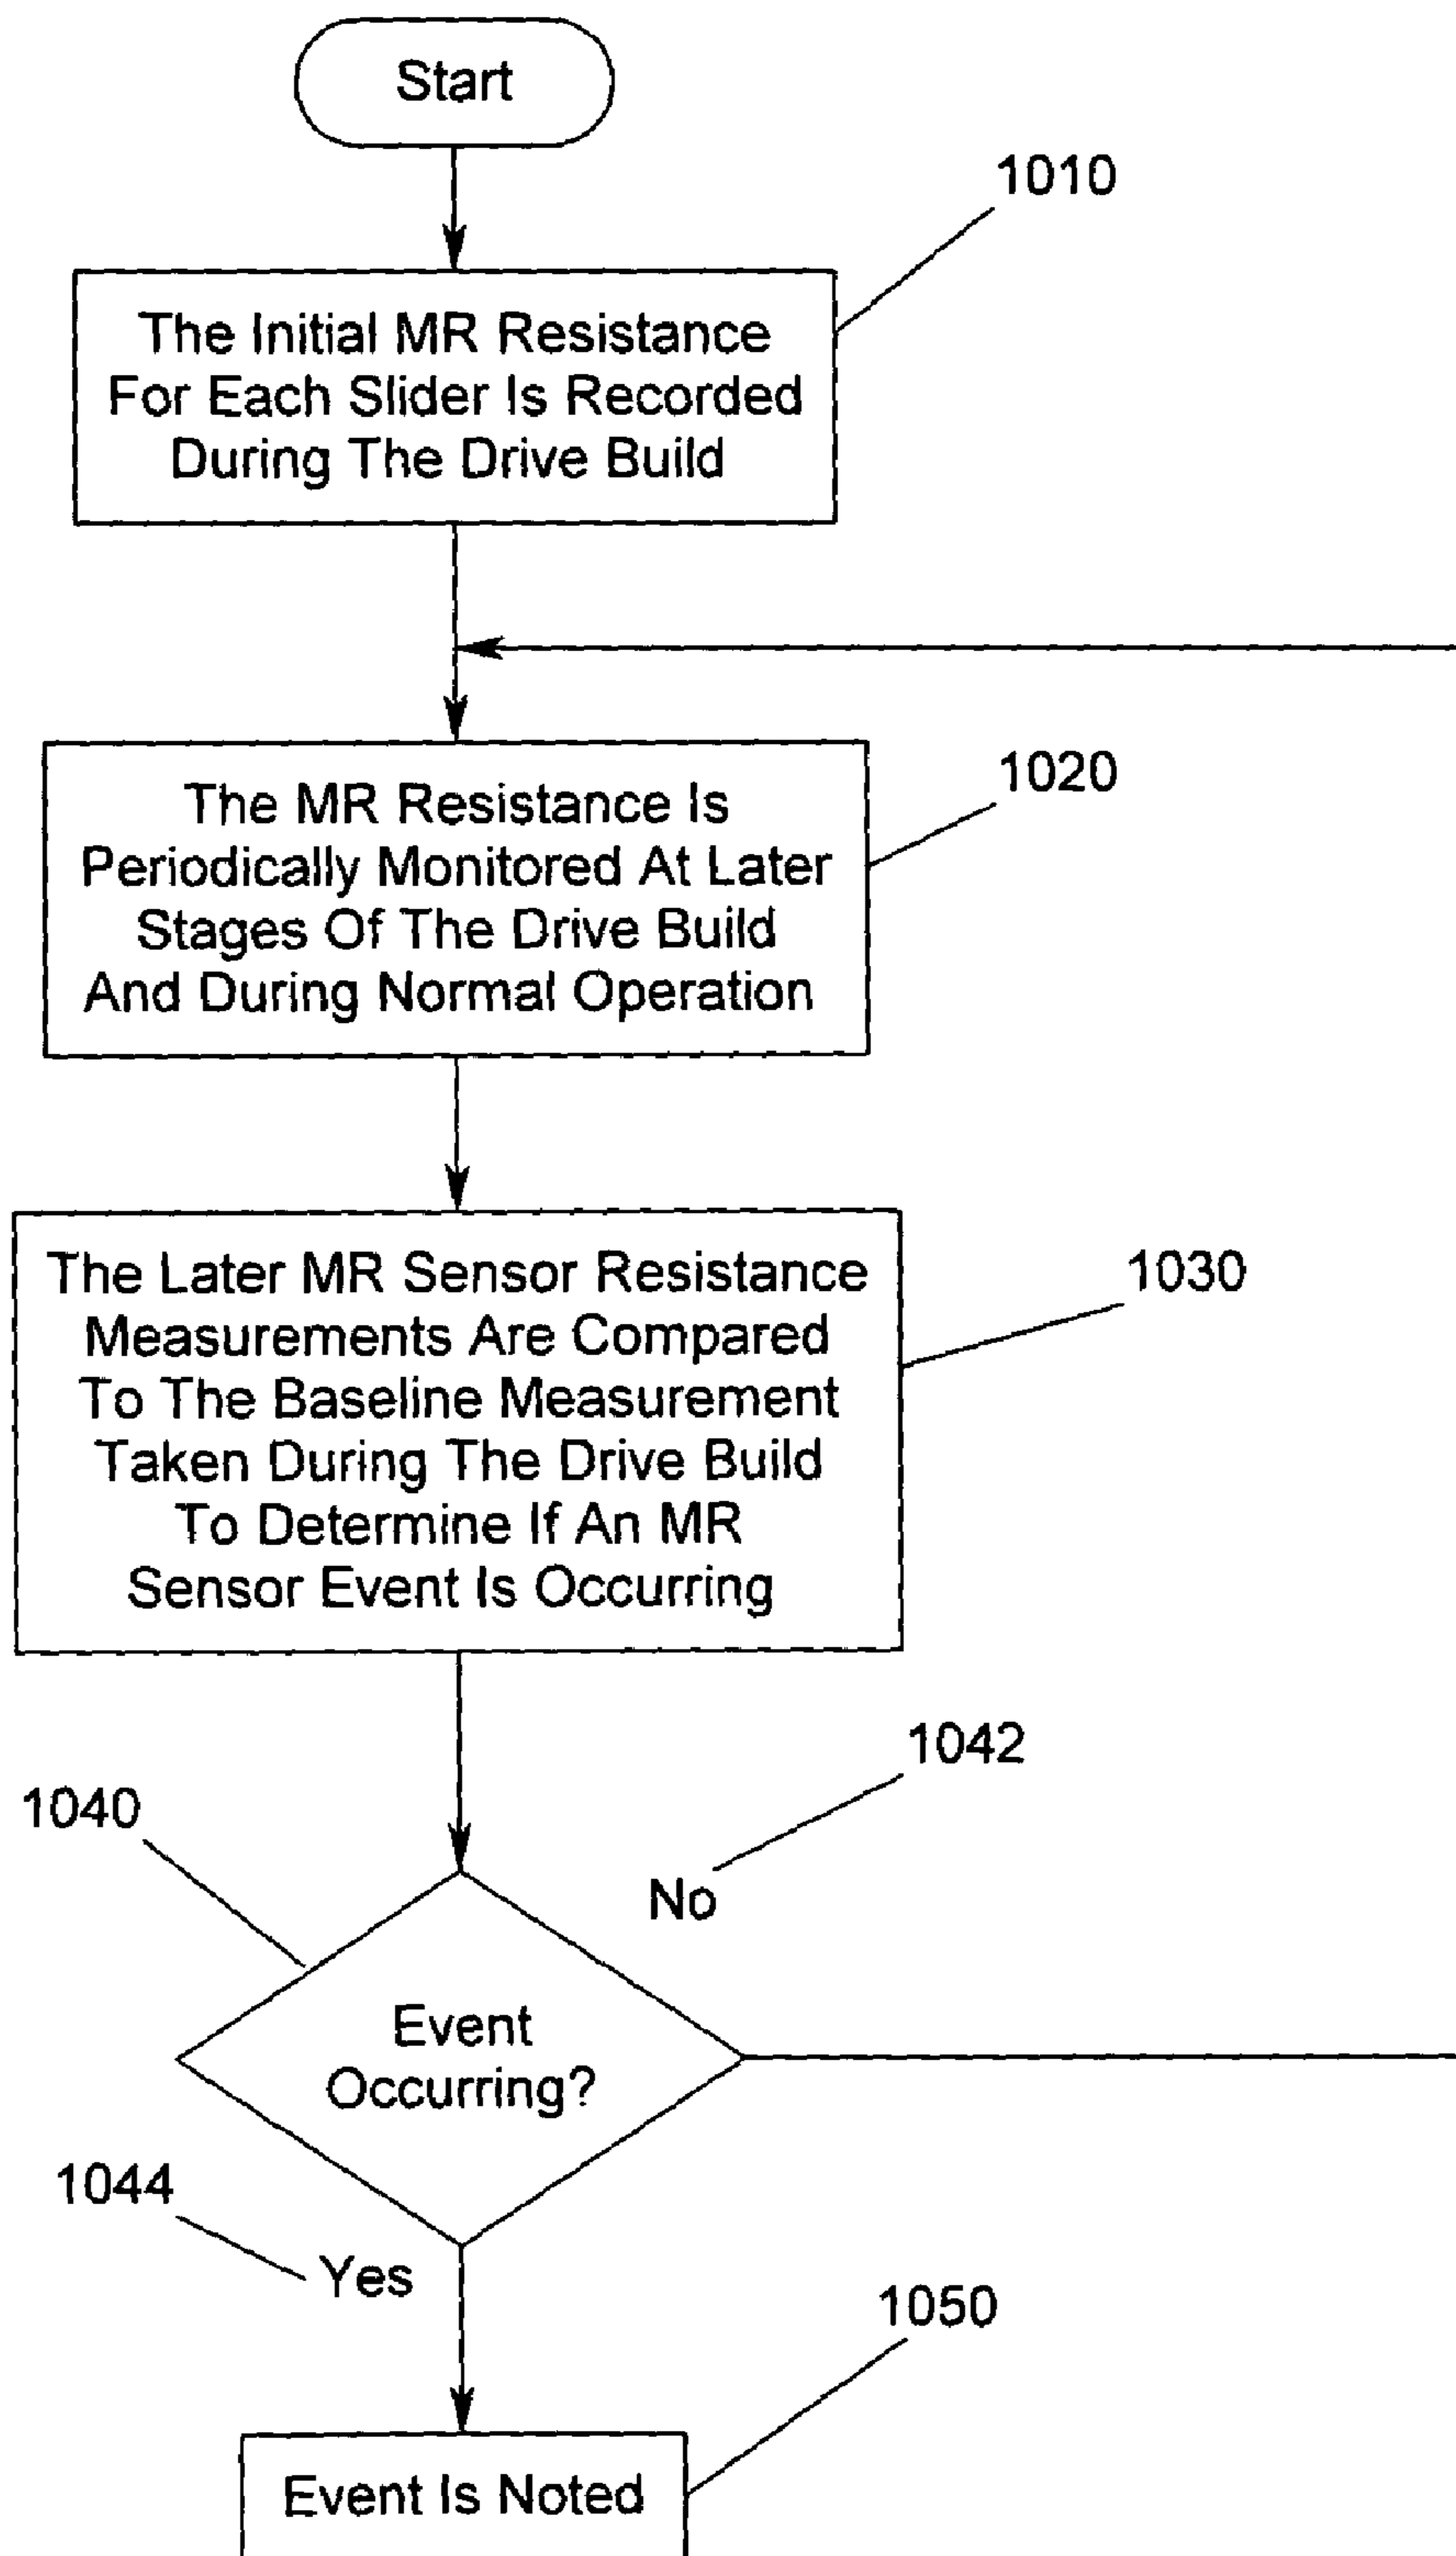 Start
1010
The Initial MR Resistance
For Each Slider Is Recorded
During The Drive Build
1020
The MR Resistance Is
Periodically Monitored At Later
Stages Of The Drive Build
And During Normal Operation
1030
The Later MR Sensor Resistance
Measurements Are Compared
To The Baseline Measurement
Taken During The Drive Build
To Determine If An MR
Sensor Event Is Occurring
1042
1040
No
Event
Occurring?
1044
Yes
1050
Event Is Noted